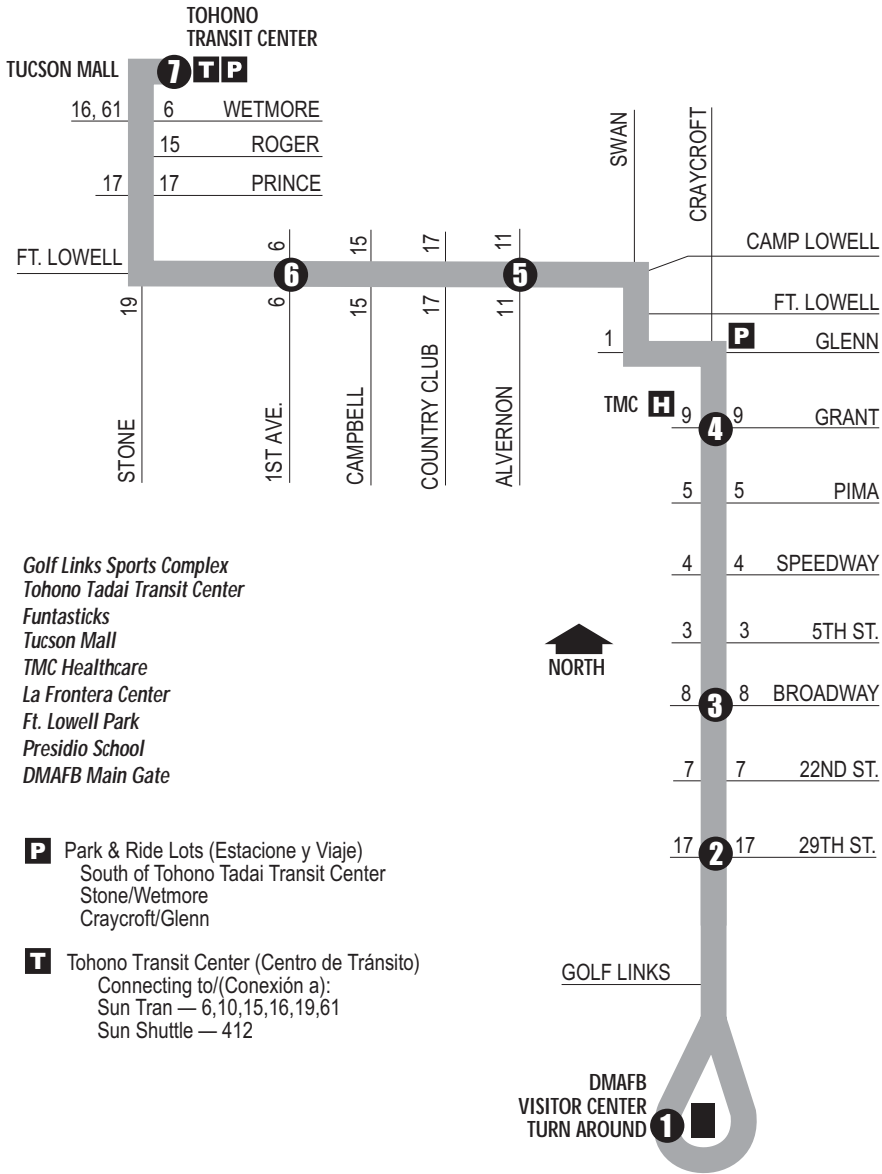 TOHONO
TRANSIT CENTER
TUCSON MALL 7 T P
16, 61 6 WETMORE
15 ROGER
17 17 PRINCE
SWAN
CRAYCROFT
FT. LOWELL
CAMP LOWELL
6 15 17 11
6 5
19 6 15 17 11
FT. LOWELL
1 P GLENN
STONE
1ST AVE.
CAMPBELL
COUNTRY CLUB
ALVERNON
TMC H 9 4 9 GRANT
5 5 PIMA
4 4 SPEEDWAY
3 3 5TH ST.
8 3 8 BROADWAY
7 7 22ND ST.
17 2 17 29TH ST.
NORTH
GOLF LINKS
DMAFB
VISITOR CENTER
TURN AROUND 1
Golf Links Sports Complex
Tohono Tadai Transit Center
Funtasticks
Tucson Mall
TMC Healthcare
La Frontera Center
Ft. Lowell Park
Presidio School
DMAFB Main Gate
P Park & Ride Lots (Estacione y Viaje)
South of Tohono Tadai Transit Center
Stone/Wetmore
Craycroft/Glenn
T Tohono Transit Center (Centro de Tránsito)
Connecting to/(Conexión a):
Sun Tran — 6,10,15,16,19,61
Sun Shuttle — 412